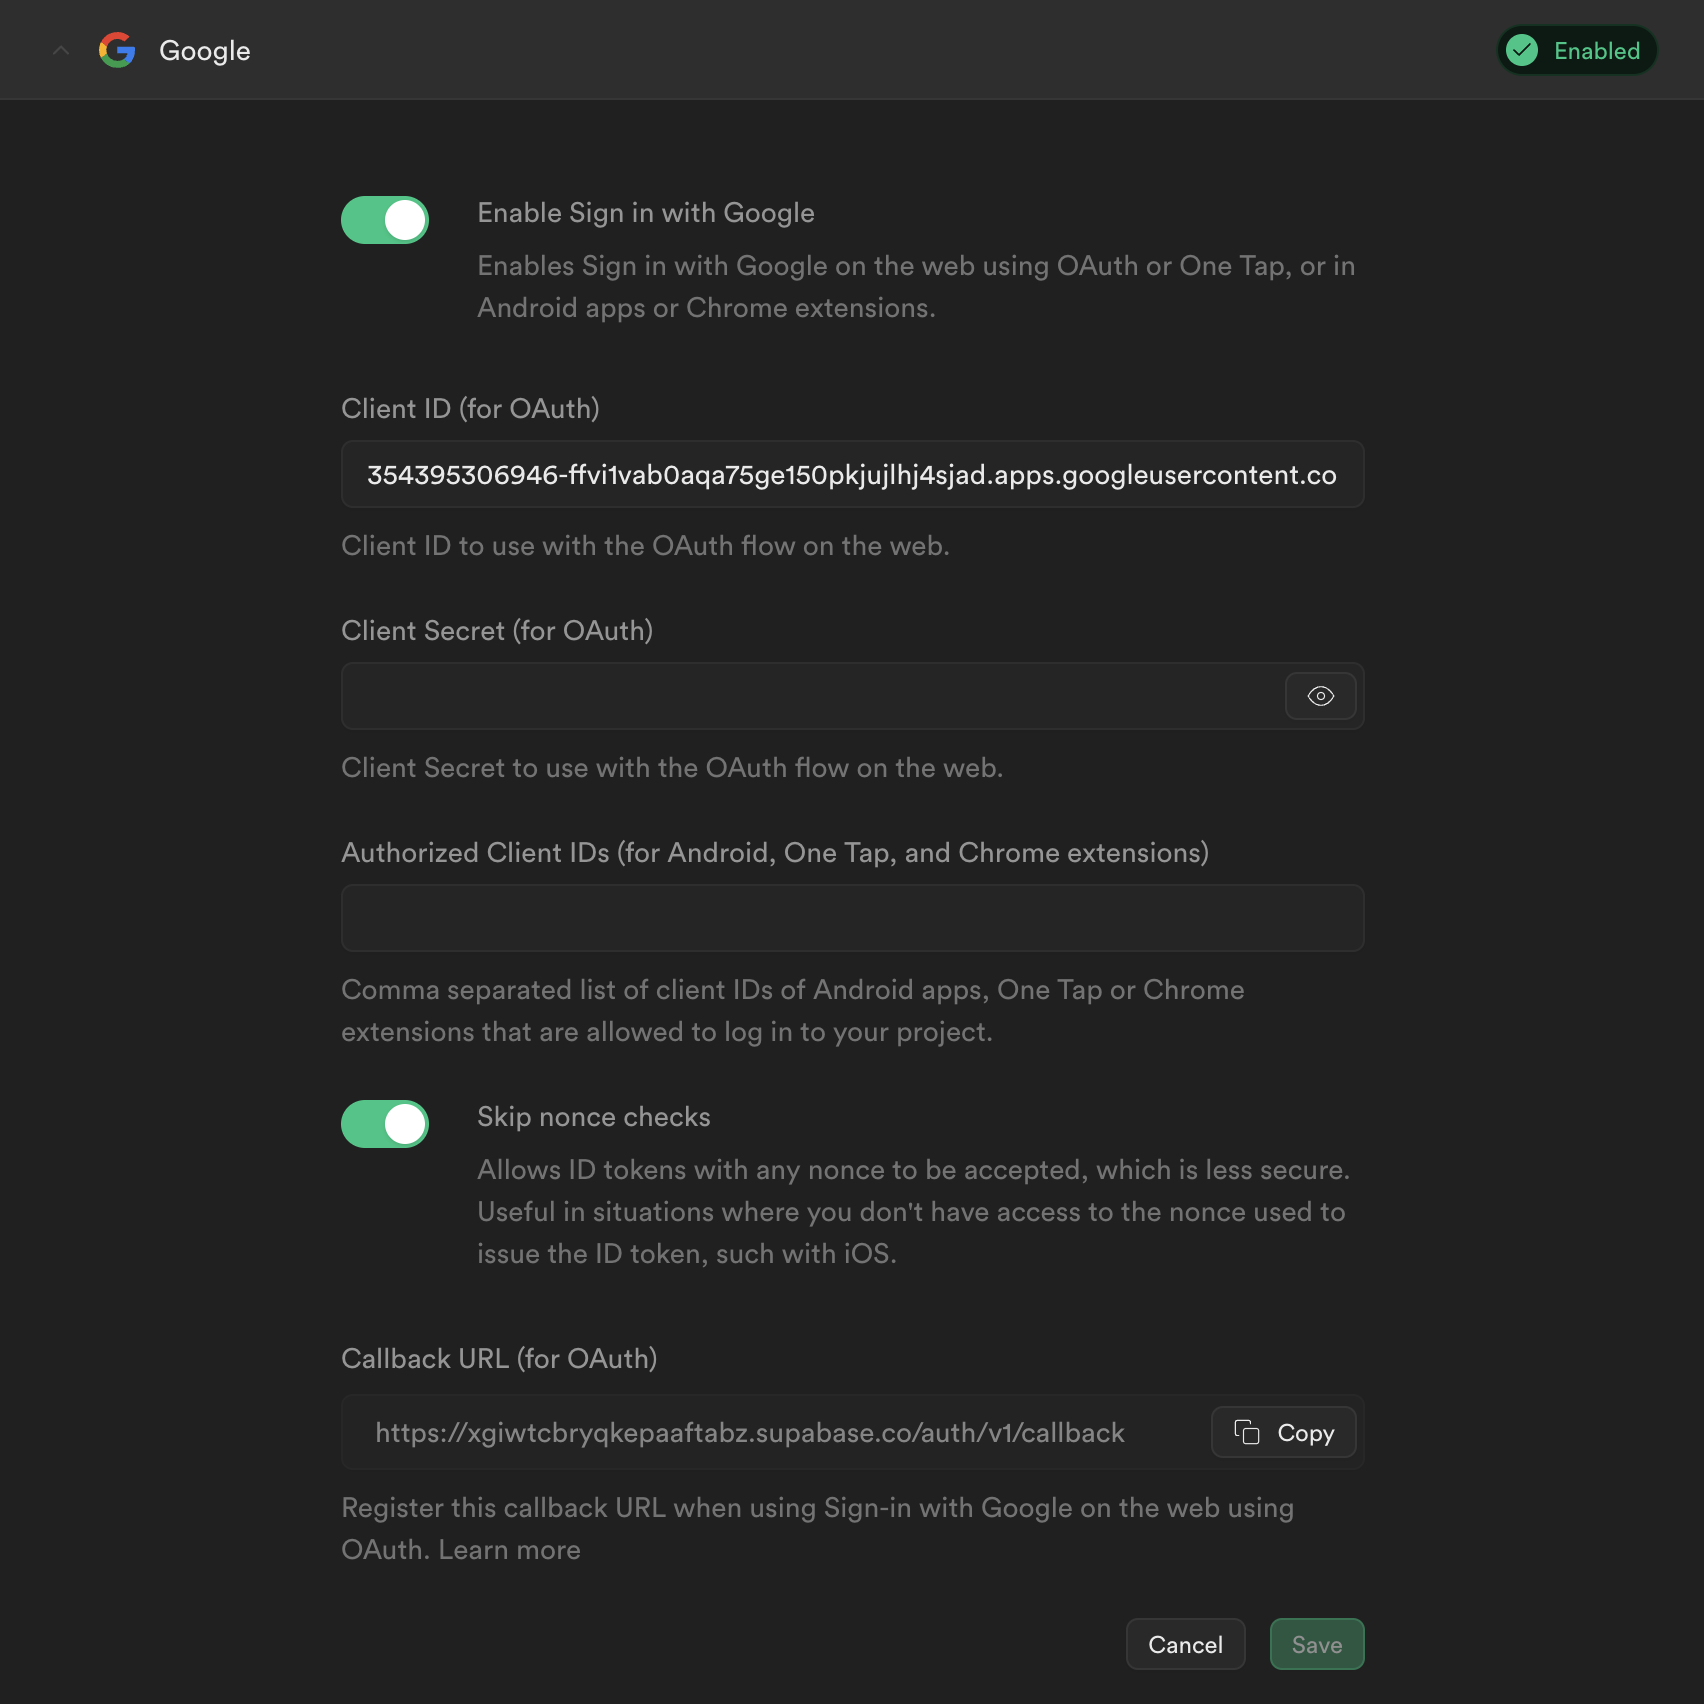 Google
Enabled
Enable Sign in with Google
Enables Sign in with Google on the web using OAuth or One Tap, or in
Android apps or Chrome extensions.
Client ID (for OAuth)
354395306946-ffvi1vab0aqa75ge150pkjujlhj4sjad.apps.googleusercontent.co
Client ID to use with the OAuth flow on the web.
Client Secret (for OAuth)
Client Secret to use with the OAuth flow on the web.
Authorized Client IDs (for Android, One Tap, and Chrome extensions)
Comma separated list of client IDs of Android apps, One Tap or Chrome
extensions that are allowed to log in to your project.
Skip nonce checks
Allows ID tokens with any nonce to be accepted, which is less secure.
Useful in situations where you don't have access to the nonce used to
issue the ID token, such with iOS.
Callback URL (for OAuth)
https://xgiwtcbryqkepaaftabz.supabase.co/auth/v1/callback
Copy
Register this callback URL when using Sign-in with Google on the web using
OAuth. Learn more
Cancel
Save